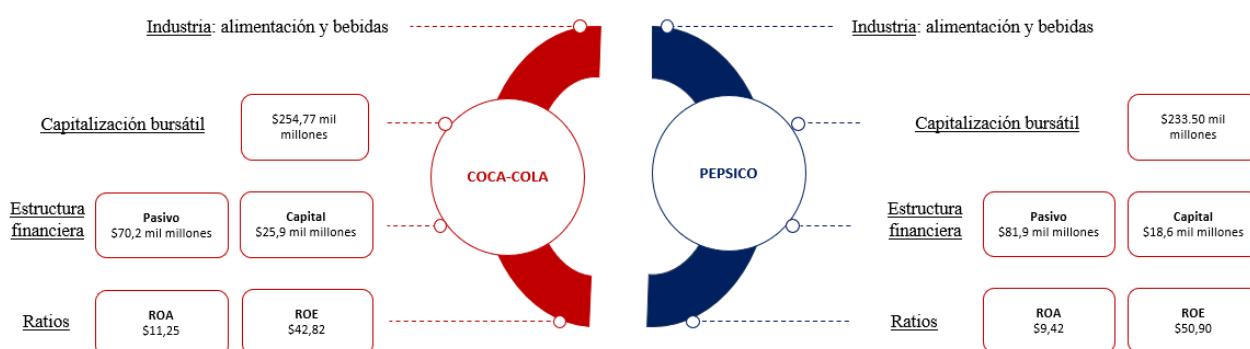 Industria: alimentación y bebidas
Capitalización bursátil
$254,77 mil
millones
COCA-COLA
Estructura
financiera
Pasivo
$70,2 mil millones
Capital
$25,9 mil millones
Ratios
ROA
$11,25
ROE
$42,82
Industria: alimentación y bebidas
Capitalización bursátil
$233.50 mil
millones
PEPSICO
Estructura
financiera
Pasivo
$81,9 mil millones
Capital
$18,6 mil millones
Ratios
ROA
$9,42
ROE
$50,90